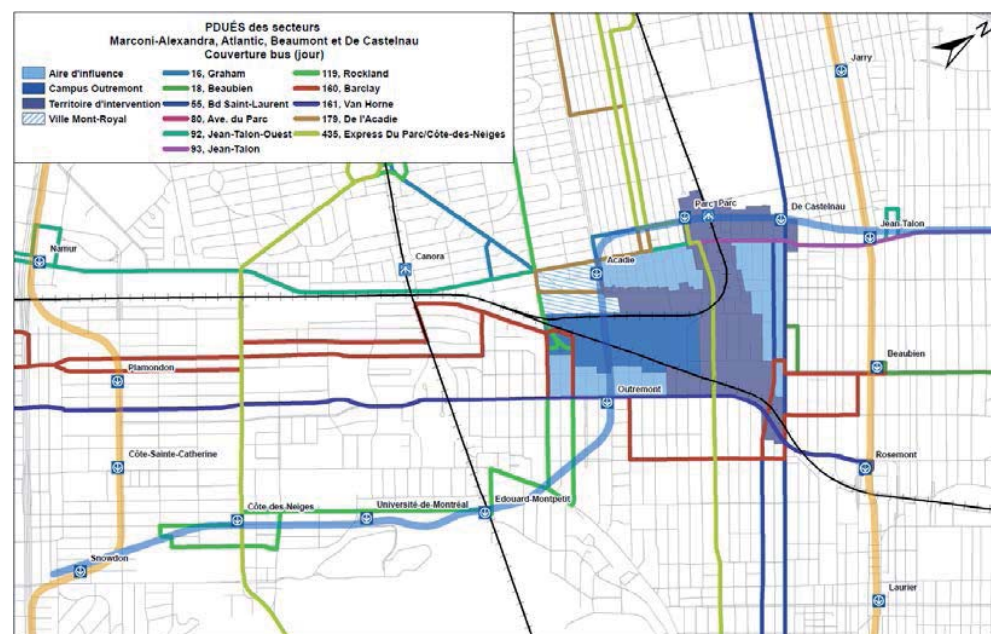 PDUÉS des secteurs
Marconi-Alexandra, Atlantic, Beaumont et De Castelnau
Couverture bus (jour)
Aire d'influence
Campus Outremont
Territoire d'intervention
Ville Mont-Royal
16, Graham
18, Beaubien
55, Bd Saint-Laurent
80, Ave. du Parc
92, Jean-Talon-Ouest
93, Jean-Talon
119, Rockland
160, Barclay
161, Van Horne
179, De l'Acadie
435, Express Du Parc/Côte-des-Neiges
N
Jarry
Parc
Parc
De Castelnau
Jean-Talon
Namur
Canora
Acadie
Plamondon
Beaubien
Outremont
Côte-Sainte-Catherine
Rosemont
Côte des Neiges
Université-de-Montréal
Edouard-Montpetit
Snowdon
Laurier